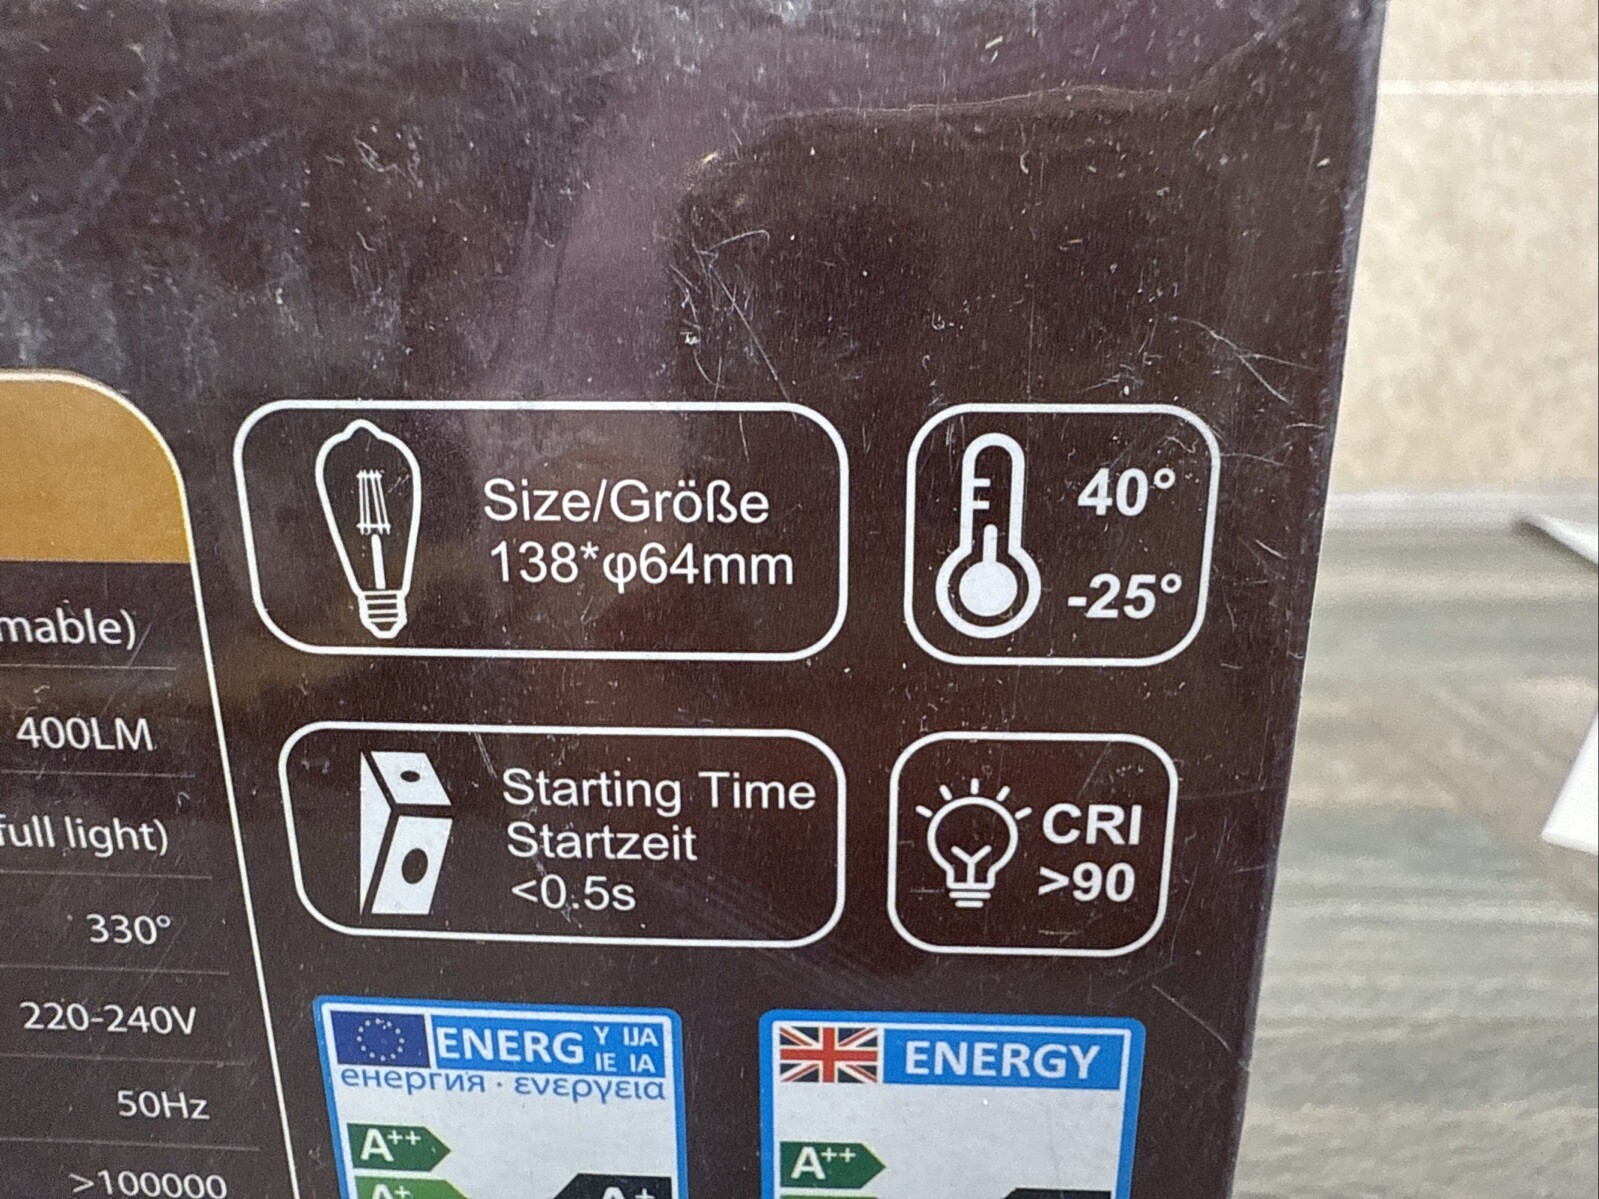 mable)
400LM
full light)
330°
220-240V
50Hz
>100000
Size/Größe
138*φ64mm
40°
-25°
Starting Time
Startzeit
<0.5s
CRI
>90
ENERG Y IJA
IE IA
енергия · ενεργεια
A++
A+
A+
ENERGY
A++